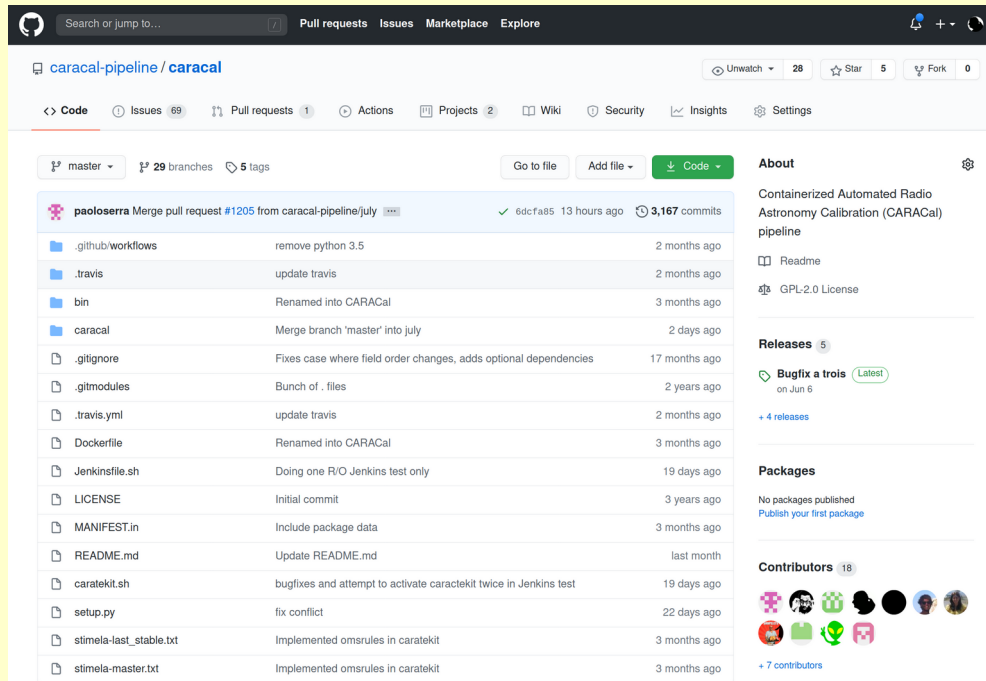 Search or jump to… /
Pull requests Issues Marketplace Explore
caracal-pipeline / caracal
Unwatch 28 Star 5 Fork 0
Code Issues 69 Pull requests 1 Actions Projects 2 Wiki Security Insights Settings
master 29 branches 5 tags Go to file Add file Code
paoloserra Merge pull request #1205 from caracal-pipeline/july ... 6dcfa85 13 hours ago 3,167 commits
.github/workflows remove python 3.5 2 months ago
.travis update travis 2 months ago
bin Renamed into CARACal 3 months ago
caracal Merge branch 'master' into july 2 days ago
.gitignore Fixes case where field order changes, adds optional dependencies 17 months ago
.gitmodules Bunch of . files 2 years ago
.travis.yml update travis 2 months ago
Dockerfile Renamed into CARACal 3 months ago
Jenkinsfile.sh Doing one R/O Jenkins test only 19 days ago
LICENSE Initial commit 3 years ago
MANIFEST.in Include package data 3 months ago
README.md Update README.md last month
caratekit.sh bugfixes and attempt to activate caractekit twice in Jenkins test 19 days ago
setup.py fix conflict 22 days ago
stimela-last_stable.txt Implemented omsrules in caratekit 3 months ago
stimela-master.txt Implemented omsrules in caratekit 3 months ago
About
Containerized Automated Radio
Astronomy Calibration (CARACal)
pipeline
Readme
GPL-2.0 License
Releases 5
Bugfix a trois Latest
on Jun 6
+ 4 releases
Packages
No packages published
Publish your first package
Contributors 18
+ 7 contributors